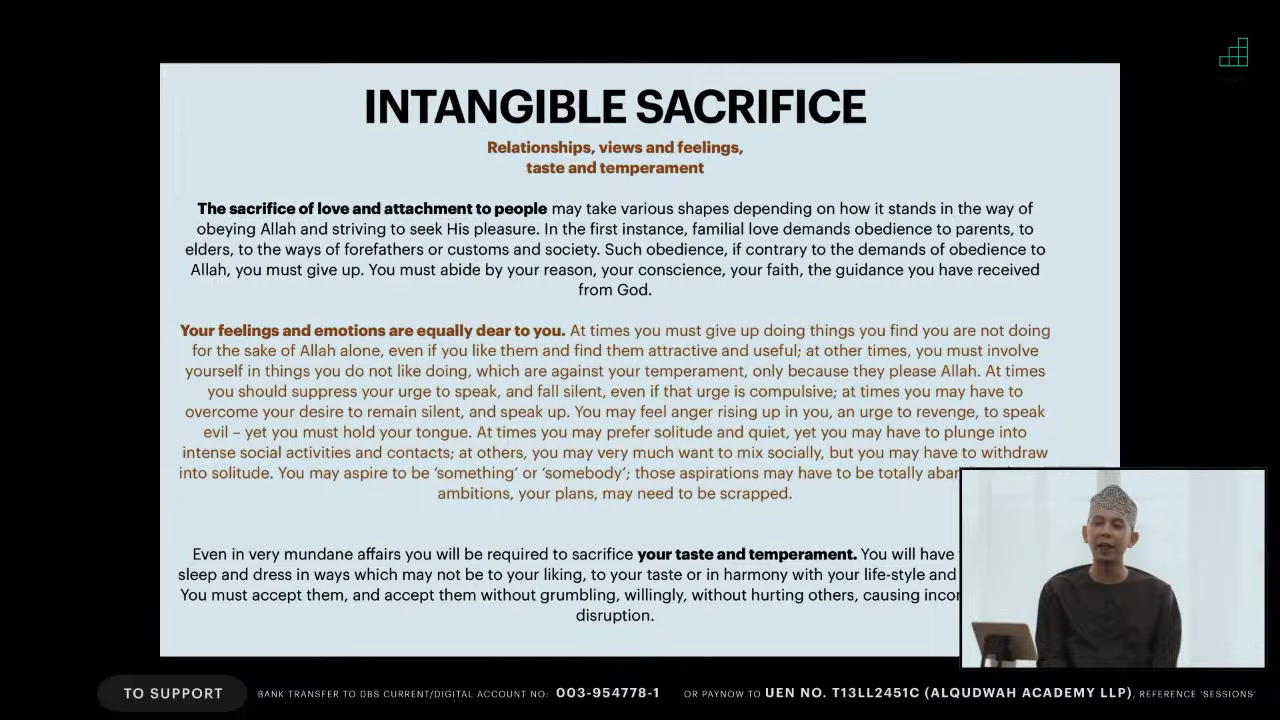 INTANGIBLE SACRIFICE
Relationships, views and feelings,
taste and temperament
The sacrifice of love and attachment to people may take various shapes depending on how it stands in the way of
obeying Allah and striving to seek His pleasure. In the first instance, familial love demands obedience to parents, to
elders, to the ways of forefathers or customs and society. Such obedience, if contrary to the demands of obedience to
Allah, you must give up. You must abide by your reason, your conscience, your faith, the guidance you have received
from God.
Your feelings and emotions are equally dear to you. At times you must give up doing things you find you are not doing
for the sake of Allah alone, even if you like them and find them attractive and useful; at other times, you must involve
yourself in things you do not like doing, which are against your temperament, only because they please Allah. At times
you should suppress your urge to speak, and fall silent, even if that urge is compulsive; at times you may have to
overcome your desire to remain silent, and speak up. You may feel anger rising up in you, an urge to revenge, to speak
evil – yet you must hold your tongue. At times you may prefer solitude and quiet, yet you may have to plunge into
intense social activities and contacts; at others, you may very much want to mix socially, but you may have to withdraw
into solitude. You may aspire to be ‘something’ or ‘somebody’; those aspirations may have to be totally
ambitions, your plans, may need to be scrapped.
Even in very mundane affairs you will be required to sacrifice your taste and temperament. You will have
sleep and dress in ways which may not be to your liking, to your taste or in harmony with your life-style and
You must accept them, and accept them without grumbling, willingly, without hurting others, causing
disruption.
TO SUPPORT
BANK TRANSFER TO DBS CURRENT/DIGITAL ACCOUNT NO: 003-954778-1 OR PAYNOW TO UEN NO. T13LL2451C (ALQUDWAH ACADEMY LLP), REFERENCE ‘SESSIONS’